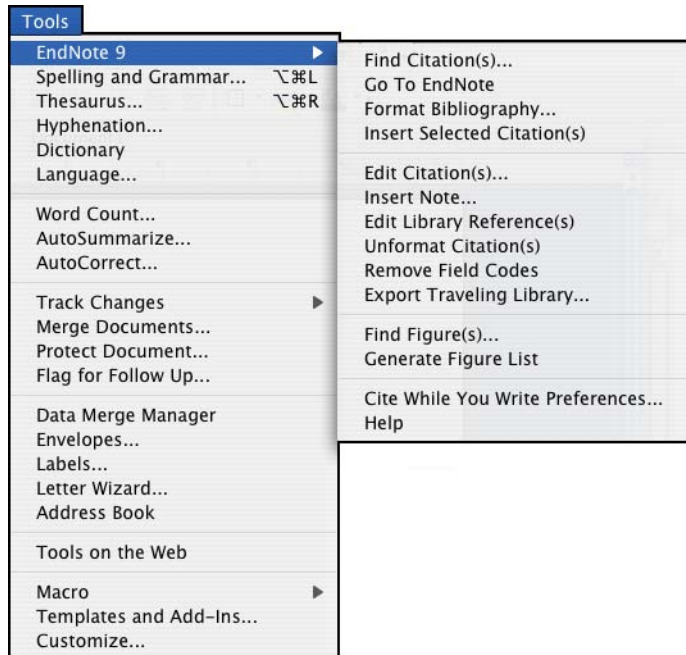 Tools
EndNote 9
Spelling and Grammar... ⌥⌘L
Thesaurus... ⌥⌘R
Hyphenation...
Dictionary
Language...
Word Count...
AutoSummarize...
AutoCorrect...
Track Changes
Merge Documents...
Protect Document...
Flag for Follow Up...
Data Merge Manager
Envelopes...
Labels...
Letter Wizard...
Address Book
Tools on the Web
Macro
Templates and Add-Ins...
Customize...
Find Citation(s)...
Go To EndNote
Format Bibliography...
Insert Selected Citation(s)
Edit Citation(s)...
Insert Note...
Edit Library Reference(s)
Unformat Citation(s)
Remove Field Codes
Export Traveling Library...
Find Figure(s)...
Generate Figure List
Cite While You Write Preferences...
Help